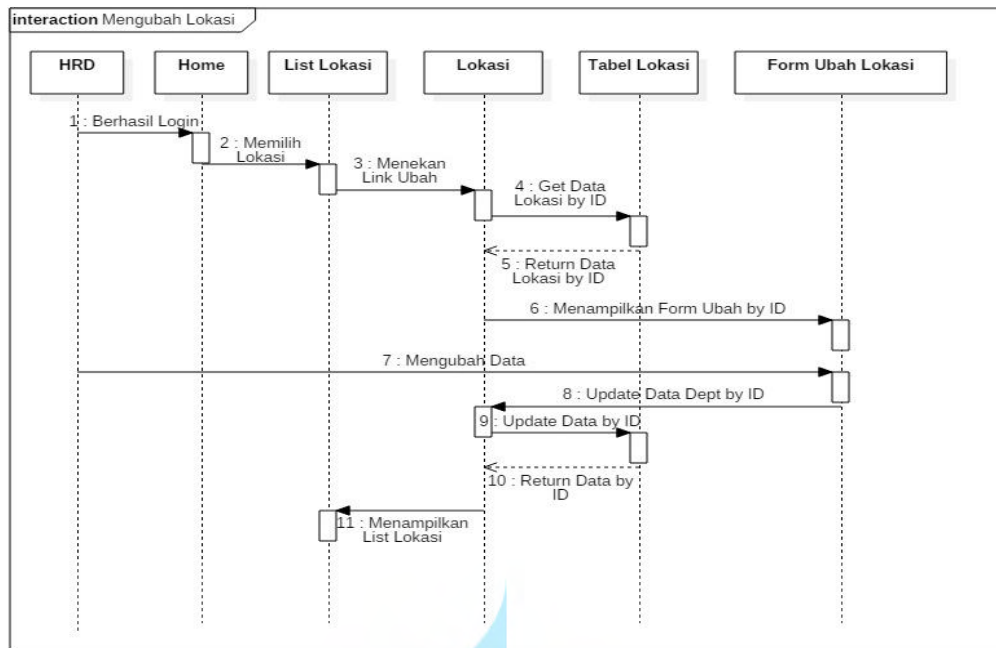 interaction Mengubah Lokasi
HRD
Home
List Lokasi
Lokasi
Tabel Lokasi
Form Ubah Lokasi
1 : Berhasil Login
2 : Memilih
Lokasi
3 : Menekan
Link Ubah
4 : Get Data
Lokasi by ID
5 : Return Data
Lokasi by ID
6 : Menampilkan Form Ubah by ID
7 : Mengubah Data
8 : Update Data Dept by ID
9 : Update Data by ID
10 : Return Data by
ID
11 : Menampilkan
List Lokasi